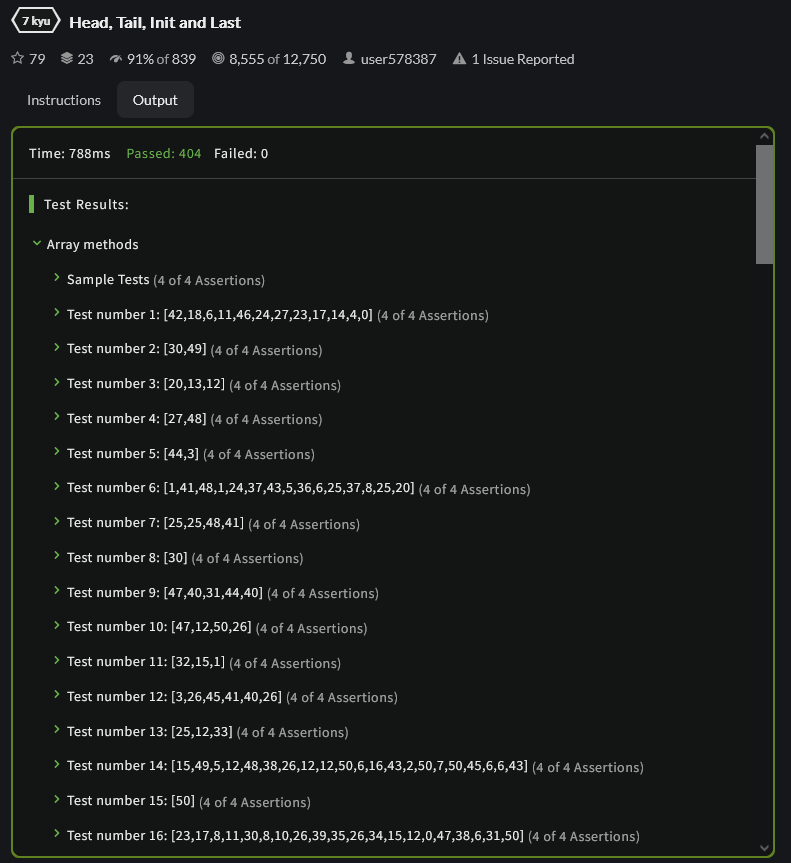 7 kyu Head, Tail, Init and Last
79 23 91% of 839 8,555 of 12,750 user578387 1 Issue Reported
Instructions Output
Time: 788ms Passed: 404 Failed: 0
Test Results:
Array methods
Sample Tests (4 of 4 Assertions)
Test number 1: [42,18,6,11,46,24,27,23,17,14,4,0] (4 of 4 Assertions)
Test number 2: [30,49] (4 of 4 Assertions)
Test number 3: [20,13,12] (4 of 4 Assertions)
Test number 4: [27,48] (4 of 4 Assertions)
Test number 5: [44,3] (4 of 4 Assertions)
Test number 6: [1,41,48,1,24,37,43,5,36,6,25,37,8,25,20] (4 of 4 Assertions)
Test number 7: [25,25,48,41] (4 of 4 Assertions)
Test number 8: [30] (4 of 4 Assertions)
Test number 9: [47,40,31,44,40] (4 of 4 Assertions)
Test number 10: [47,12,50,26] (4 of 4 Assertions)
Test number 11: [32,15,1] (4 of 4 Assertions)
Test number 12: [3,26,45,41,40,26] (4 of 4 Assertions)
Test number 13: [25,12,33] (4 of 4 Assertions)
Test number 14: [15,49,5,12,48,38,26,12,12,50,6,16,43,2,50,7,50,45,6,6,43] (4 of 4 Assertions)
Test number 15: [50] (4 of 4 Assertions)
Test number 16: [23,17,8,11,30,8,10,26,39,35,26,34,15,12,0,47,38,6,31,50] (4 of 4 Assertions)